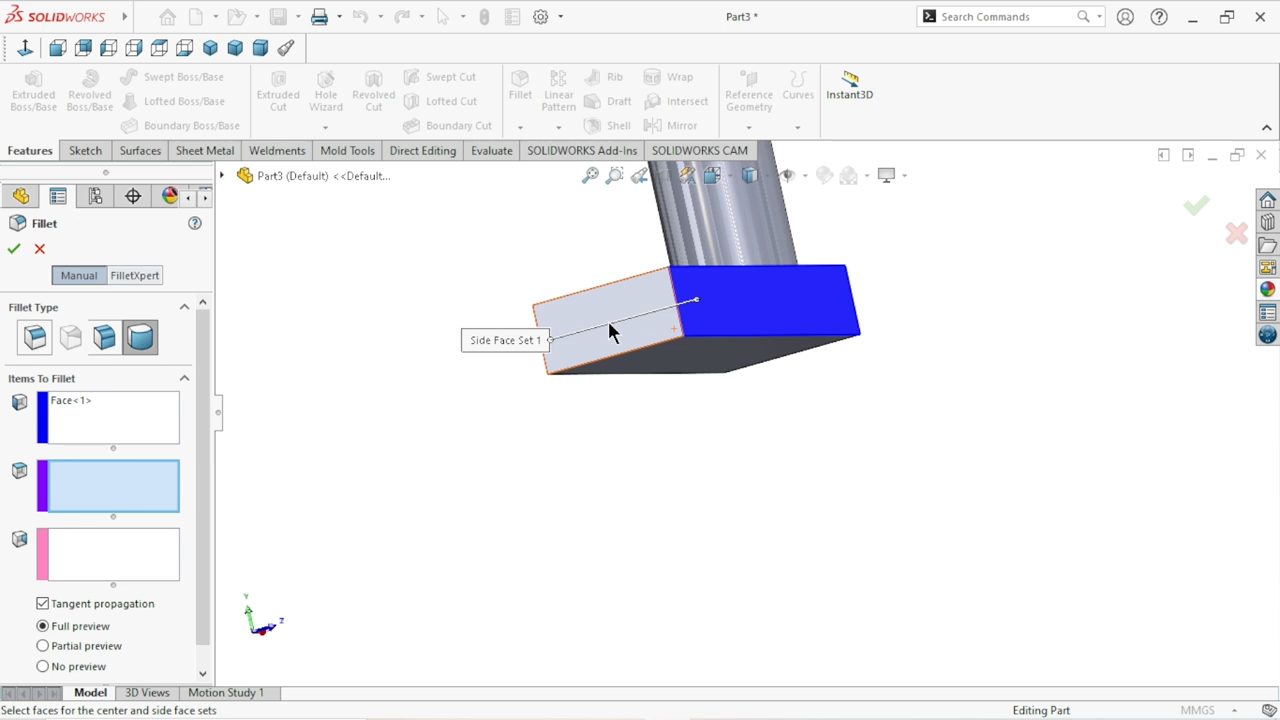 SOLIDWORKS
Part3 *
Search Commands
Extruded Boss/Base
Revolved Boss/Base
Swept Boss/Base
Lofted Boss/Base
Boundary Boss/Base
Extruded Cut
Hole Wizard
Revolved Cut
Swept Cut
Lofted Cut
Boundary Cut
Fillet
Linear Pattern
Rib
Draft
Shell
Wrap
Intersect
Mirror
Reference Geometry
Curves
Instant3D
Features
Sketch
Surfaces
Sheet Metal
Weldments
Mold Tools
Direct Editing
Evaluate
SOLIDWORKS Add-Ins
SOLIDWORKS CAM
Part3 (Default) <<Default...
Fillet
Manual
FilletXpert
Fillet Type
Items To Fillet
Face<1>
Tangent propagation
Full preview
Partial preview
No preview
Side Face Set 1
Y
Z
Model
3D Views
Motion Study 1
Select faces for the center and side face sets
Editing Part
MMGS